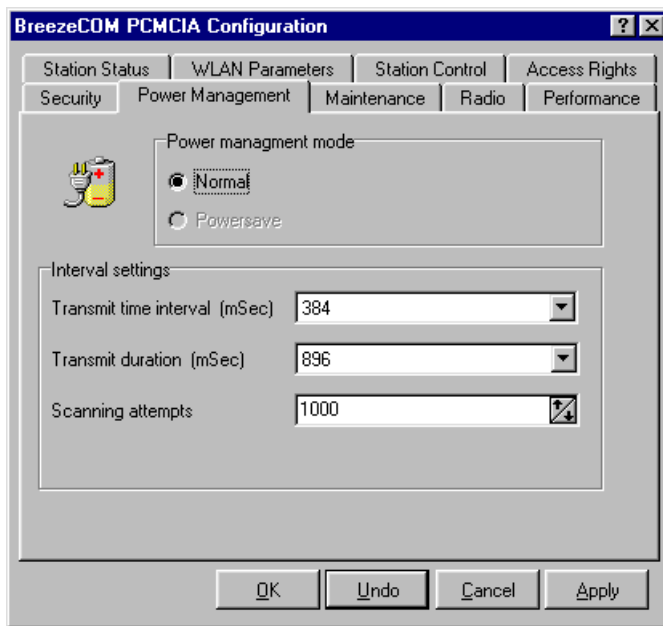 BreezeCOM PCMCIA Configuration
Station Status WLAN Parameters Station Control Access Rights
Security Power Management Maintenance Radio Performance
Power managment mode
Normal
Powersave
Interval settings
Transmit time interval (mSec) 384
Transmit duration (mSec) 896
Scanning attempts 1000
OK Undo Cancel Apply